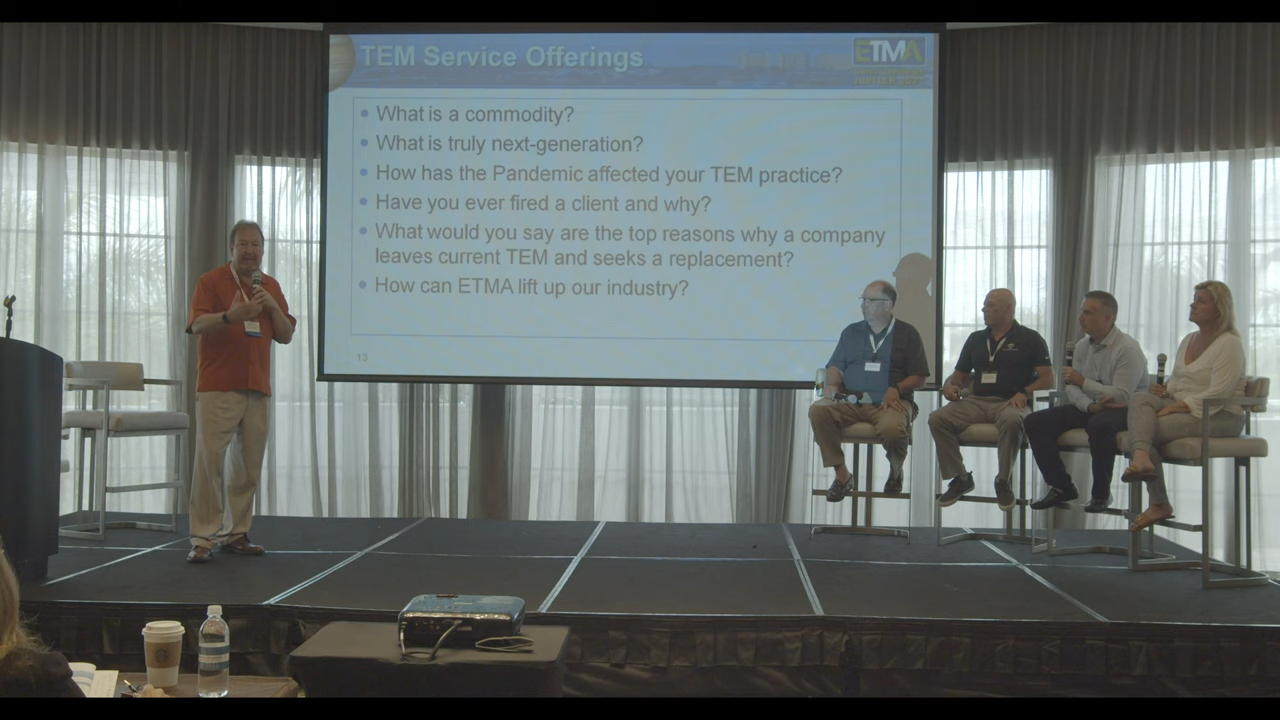 TEM Service Offerings
ETMA
• What is a commodity?
• What is truly next-generation?
• How has the Pandemic affected your TEM practice?
• Have you ever fired a client and why?
• What would you say are the top reasons why a company
leaves current TEM and seeks a replacement?
• How can ETMA lift up our industry?
13